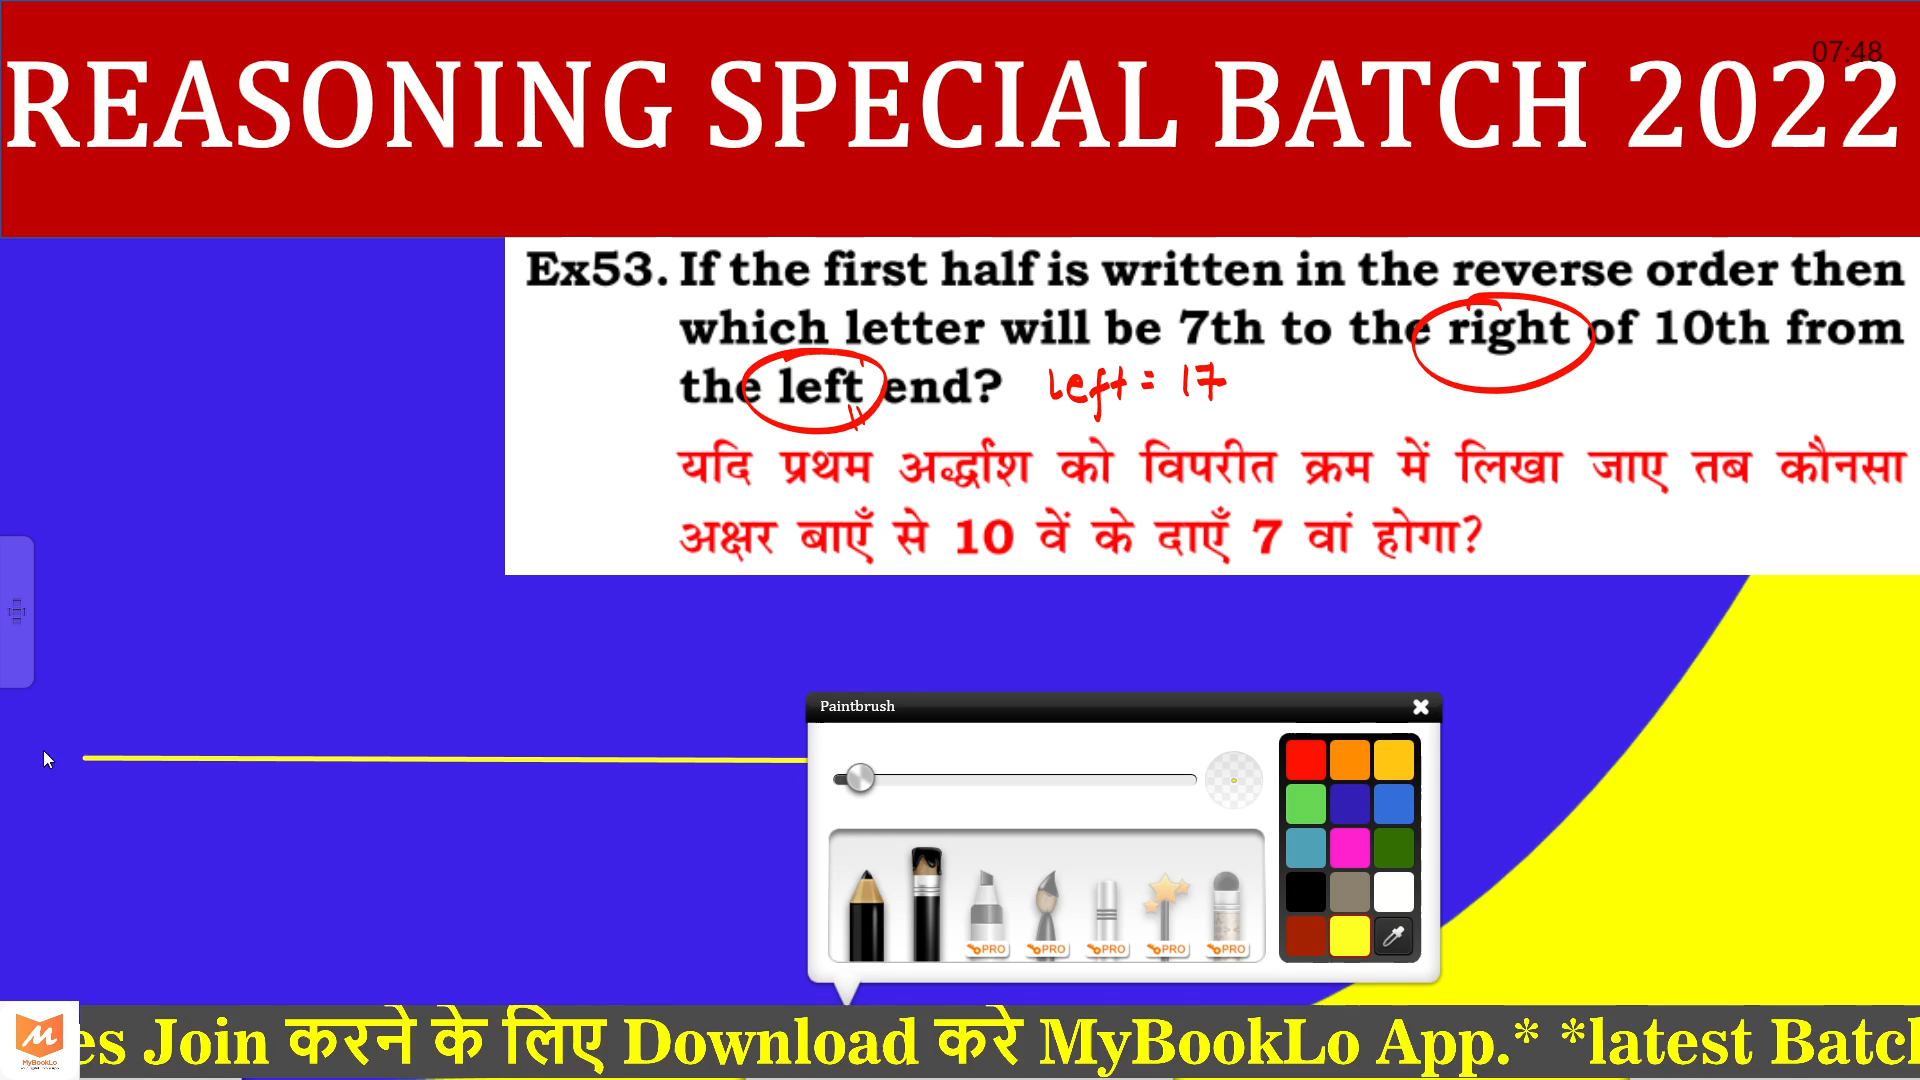 07:48
REASONING SPECIAL BATCH 2022
Ex53. If the first half is written in the reverse order then
which letter will be 7th to the right of 10th from
the left end? left = 17
यदि प्रथम अर्द्धांश को विपरीत क्रम में लिखा जाए तब कौनसा
अक्षर बाएँ से 10 वें के दाएँ 7 वां होगा?
Paintbrush
PRO PRO PRO PRO PRO
MyBookLo
es Join करने के लिए Download करे MyBookLo App.* *latest Batch